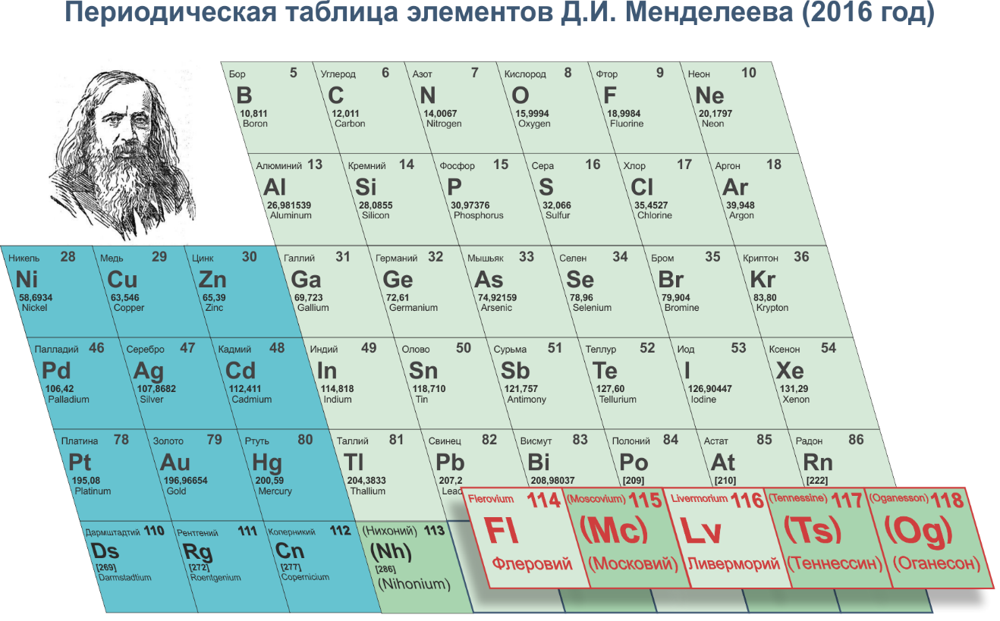 Периодическая таблица элементов Д.И. Менделеева (2016 год)
Бор 5 Углерод 6 Азот 7 Кислород 8 Фтор 9 Неон 10
B C N O F Ne
10,811 12,011 14,0067 15,9994 18,9984 20,1797
Boron Carbon Nitrogen Oxygen Fluorine Neon
Алюминий 13 Кремний 14 Фосфор 15 Сера 16 Хлор 17 Аргон 18
Al Si P S Cl Ar
26,981539 28,0855 30,97376 32,066 35,4527 39,948
Aluminum Silicon Phosphorus Sulfur Chlorine Argon
Никель 28 Медь 29 Цинк 30 Галлий 31 Германий 32 Мышьяк 33 Селен 34 Бром 35 Криптон 36
Ni Cu Zn Ga Ge As Se Br Kr
58,6934 63,546 65,39 69,723 72,61 74,92159 78,96 79,904 83,80
Nickel Copper Zinc Gallium Germanium Arsenic Selenium Bromine Krypton
Палладий 46 Серебро 47 Кадмий 48 Индий 49 Олово 50 Сурьма 51 Теллур 52 Иод 53 Ксенон 54
Pd Ag Cd In Sn Sb Te I Xe
106,42 107,8682 112,411 114,818 118,710 121,757 127,60 126,90447 131,29
Palladium Silver Cadmium Indium Tin Antimony Tellurium Iodine Xenon
Платина 78 Золото 79 Ртуть 80 Таллий 81 Свинец 82 Висмут 83 Полоний 84 Астат 85 Радон 86
Pt Au Hg Tl Pb Bi Po At Rn
195,08 196,96654 200,59 204,3833 207,2 208,98037 [209] [210] [222]
Platinum Gold Mercury Thallium Lead
Дармштадтий 110 Рентгений 111 Коперникий 112 (Нихоний) 113
Ds Rg Cn (Nh)
[269] [272] [277] [286]
Darmstadtium Roentgenium Copernicium (Nihonium)
Flerovium 114 (Moscovium) 115 Livermorium 116 (Tennessine) 117 (Oganesson) 118
Fl (Mc) Lv (Ts) (Og)
Флеровий (Московий) Ливерморий (Теннессин) (Оганесон)